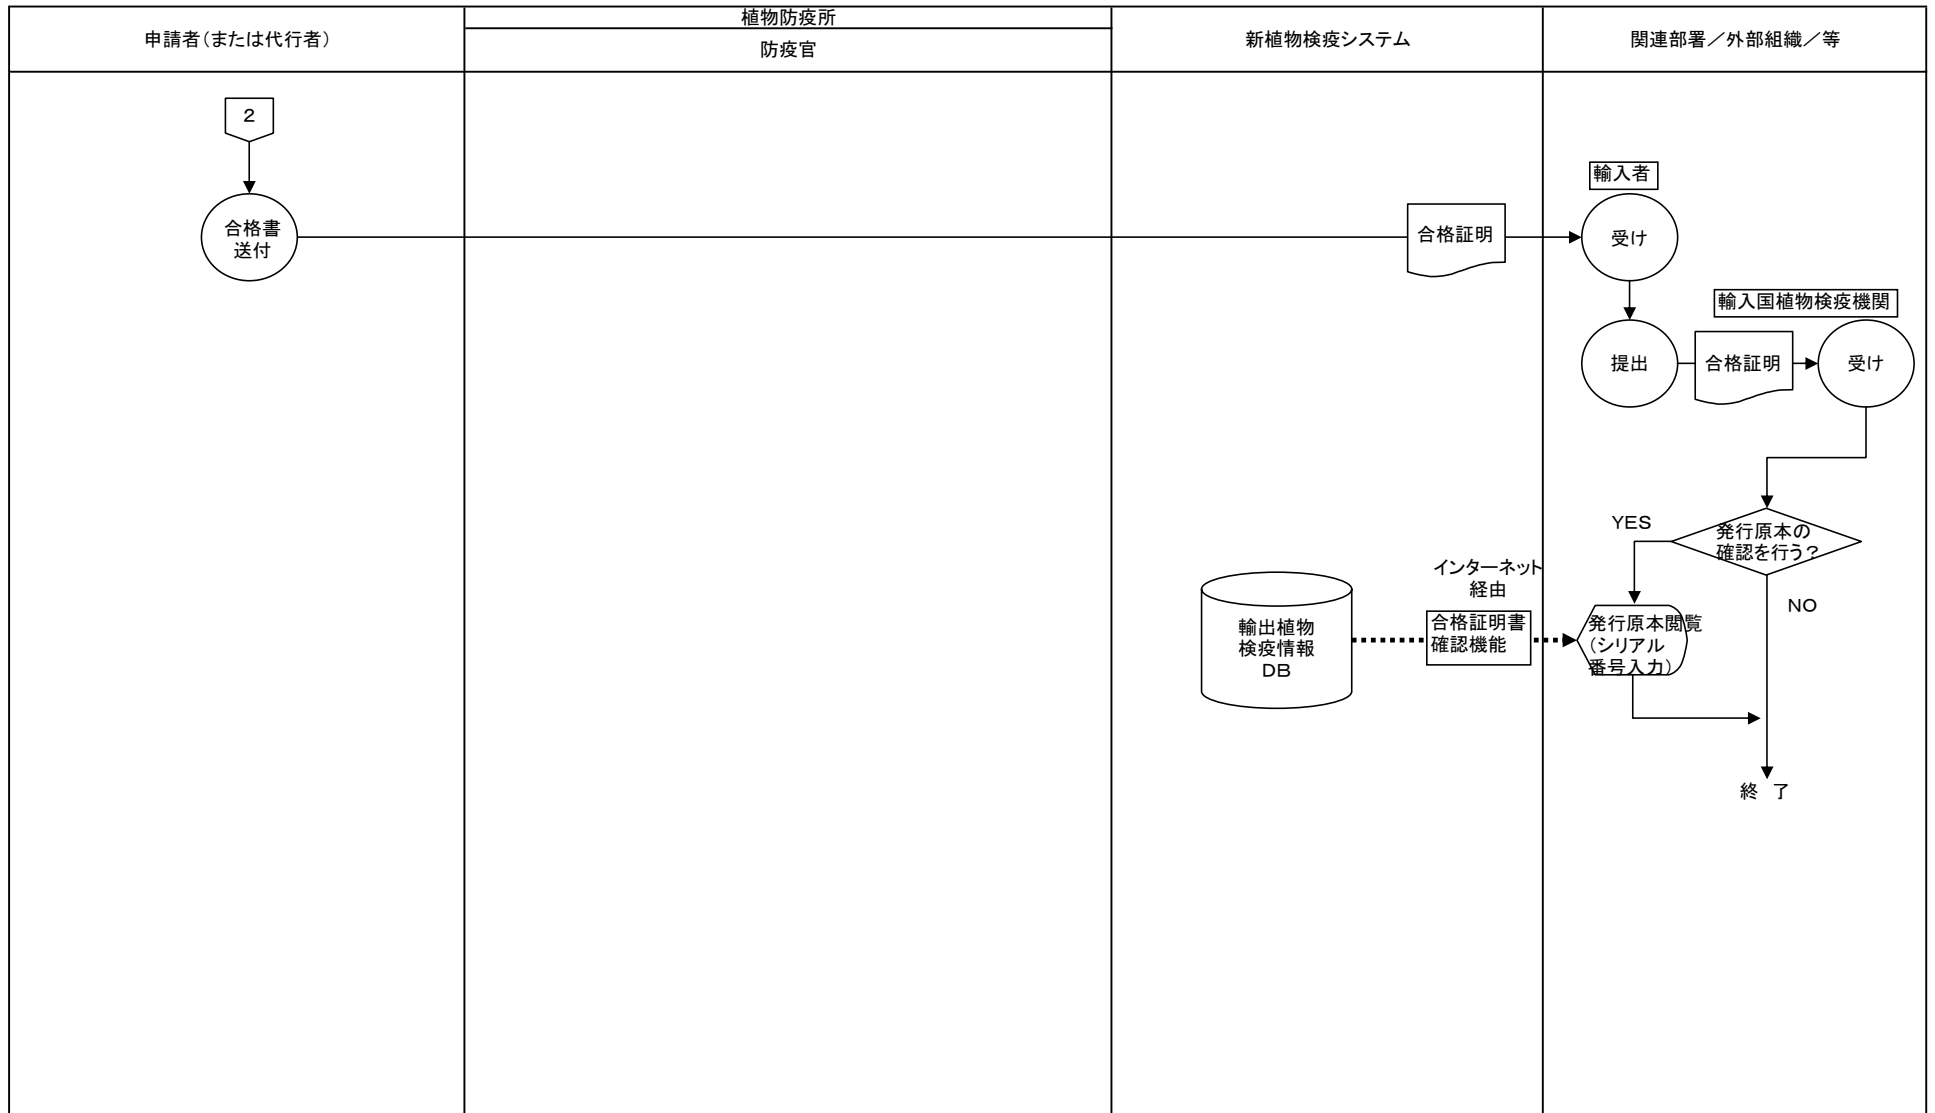 申請者（または代行者）
植物防疫所
防疫官
新植物検疫システム
関連部署／外部組織／等
２
合格書
送付
合格証明
輸入者
受け
提出
合格証明
輸入国植物検疫機関
受け
発行原本の
確認を行う？
YES
NO
インターネット
経由
輸出植物
検疫情報
DB
合格証明書
確認機能
発行原本閲覧
（シリアル
番号入力）
終　了